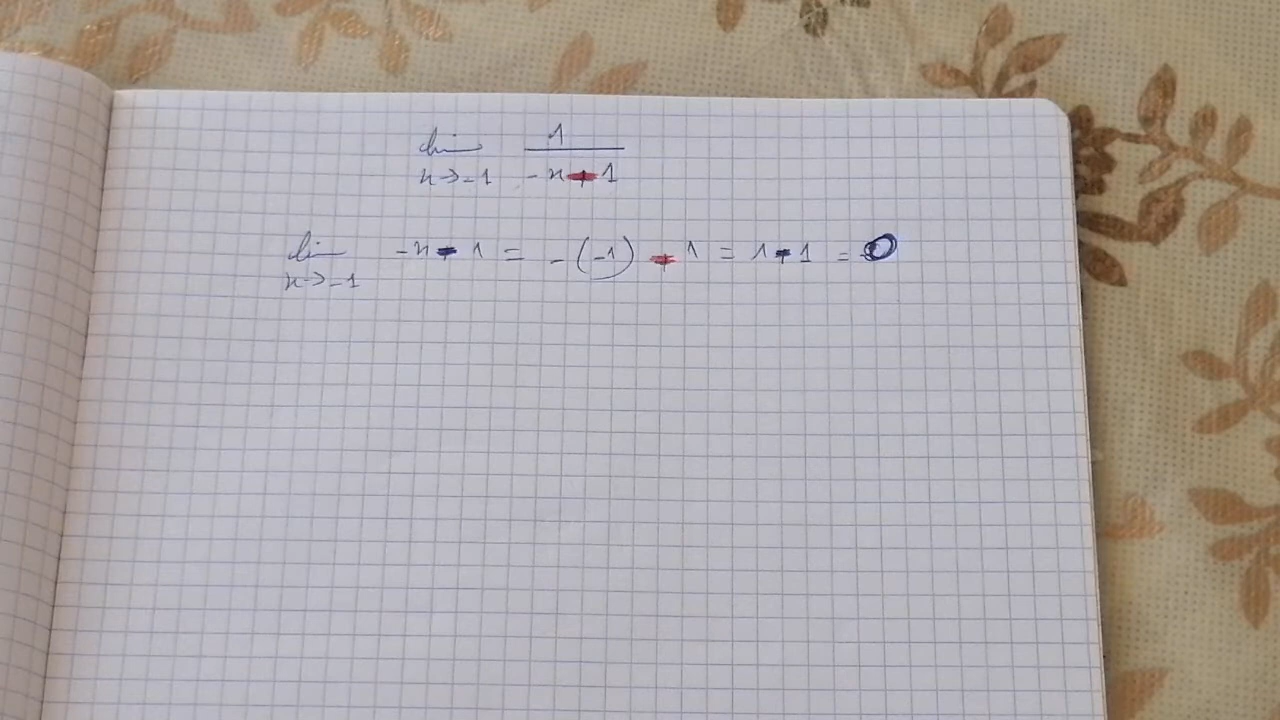 lim 1/(-x-1)
x→-1
lim -x-1 = -(-1)-1 = 1-1 = 0
x→-1